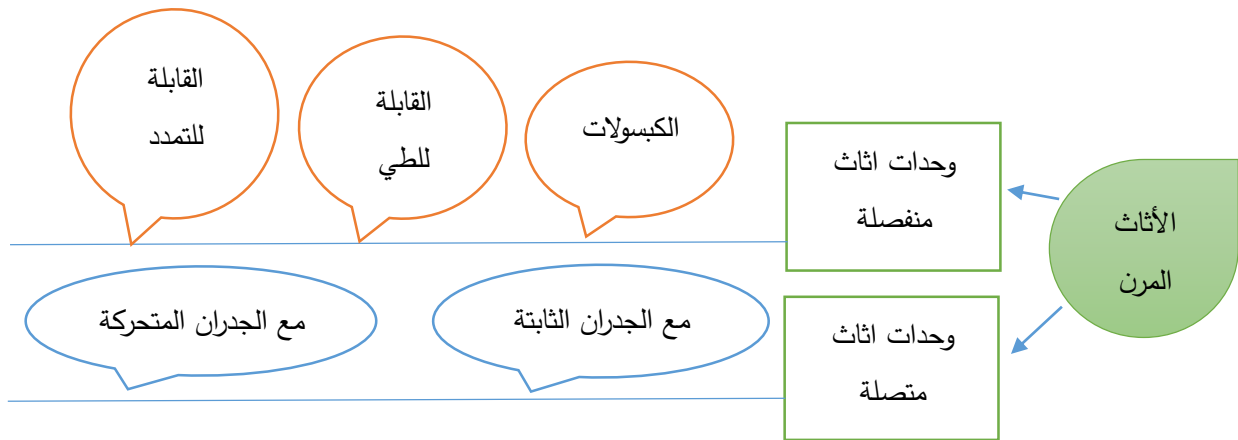 الأثاث
المرن
وحدات اثاث
منفصلة
الكبسولات
القابلة
للطي
القابلة
للتمدد
وحدات اثاث
متصلة
مع الجدران الثابتة
مع الجدران المتحركة